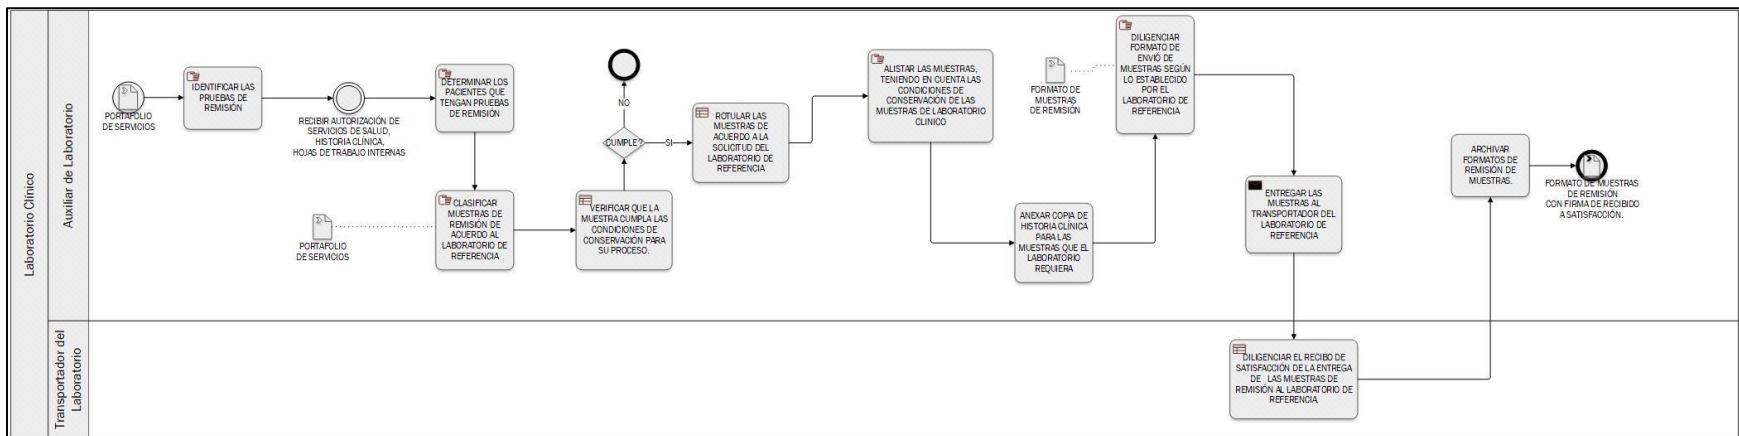 Laboratorio Clínico
Auxiliar de Laboratorio
Transportador del
Laboratorio
PORTAFOLIO
DE SERVICIOS
IDENTIFICAR LAS
PRUEBAS DE
REMISIÓN
RECIBIR AUTORIZACIÓN DE
SERVICIOS DE SALUD,
HISTORIA CLÍNICA,
HOJAS DE TRABAJO INTERNAS
DETERMINAR LOS
PACIENTES QUE
TENGAN PRUEBAS
DE REMISIÓN
PORTAFOLIO
DE SERVICIOS
CLASIFICAR
MUESTRAS DE
REMISIÓN DE
ACUERDO AL
LABORATORIO DE
REFERENCIA
VERIFICAR QUE LA
MUESTRA CUMPLA LAS
CONDICIONES DE
CONSERVACIÓN PARA
SU PROCESO.
CUMPLE?
NO
SI
ROTULAR LAS
MUESTRAS DE
ACUERDO A LA
SOLICITUD DEL
LABORATORIO DE
REFERENCIA
ALISTAR LAS MUESTRAS,
TENIENDO EN CUENTA LAS
CONDICIONES DE
CONSERVACIÓN DE LAS
MUESTRAS DE LABORATORIO
CLINICO
ANEXAR COPIA DE
HISTORIA CLÍNICA
PARA LAS
MUESTRAS QUE EL
LABORATORIO
REQUIERA
FORMATO DE
MUESTRAS
DE REMISIÓN
DILIGENCIAR
FORMATO DE
ENVIÓ DE
MUESTRAS SEGÚN
LO ESTABLECIDO
POR EL
LABORATORIO DE
REFERENCIA
ENTREGAR LAS
MUESTRAS AL
TRANSPORTADOR DEL
LABORATORIO DE
REFERENCIA
DILIGENCIAR EL RECIBO DE
SATISFACCIÓN DE LA ENTREGA
DE LAS MUESTRAS DE
REMISIÓN AL LABORATORIO DE
REFERENCIA.
ARCHIVAR
FORMATOS DE
REMISIÓN DE
MUESTRAS.
FORMATO DE MUESTRAS
DE REMISIÓN
CON FIRMA DE RECIBIDO
A SATISFACCIÓN.